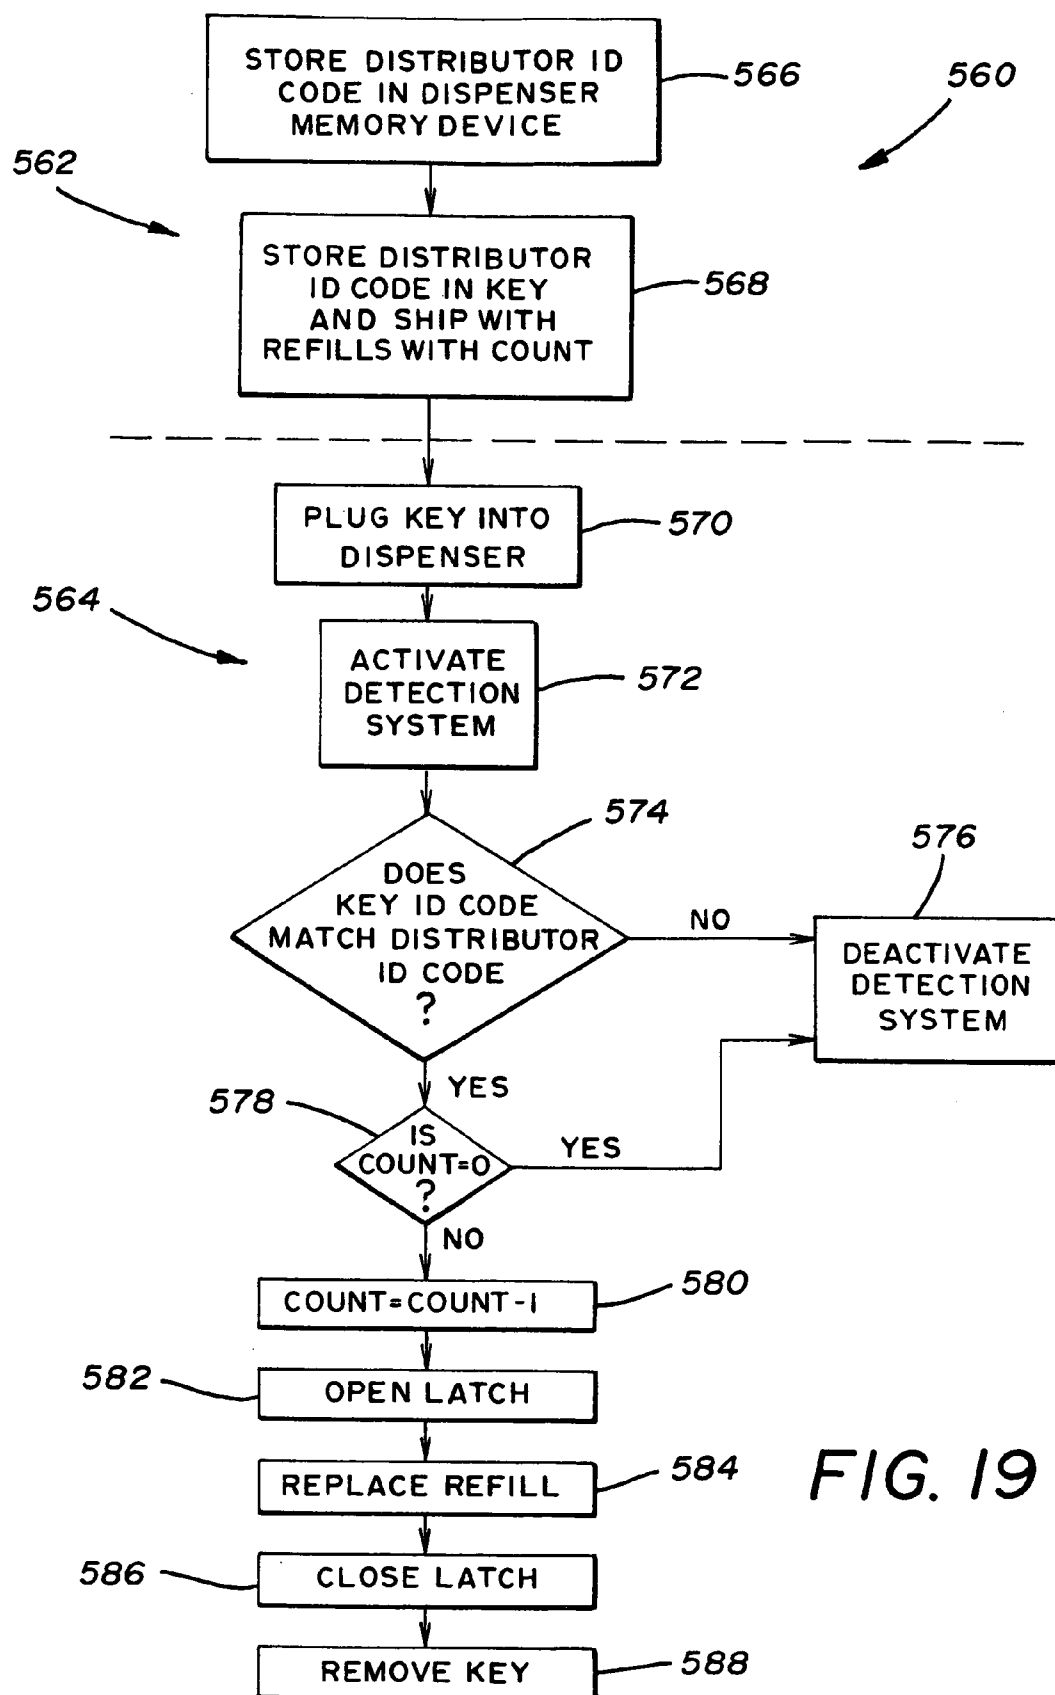 STORE DISTRIBUTOR ID
CODE IN DISPENSER
MEMORY DEVICE
566
560
562
STORE DISTRIBUTOR
ID CODE IN KEY
AND SHIP WITH
REFILLS WITH COUNT
568
PLUG KEY INTO
DISPENSER
570
564
ACTIVATE
DETECTION
SYSTEM
572
574
DOES
KEY ID CODE
MATCH DISTRIBUTOR
ID CODE
?
NO
576
DEACTIVATE
DETECTION
SYSTEM
YES
578
IS
COUNT=0
?
YES
NO
COUNT=COUNT-1
580
582
OPEN LATCH
REPLACE REFILL
584
FIG. 19
586
CLOSE LATCH
REMOVE KEY
588